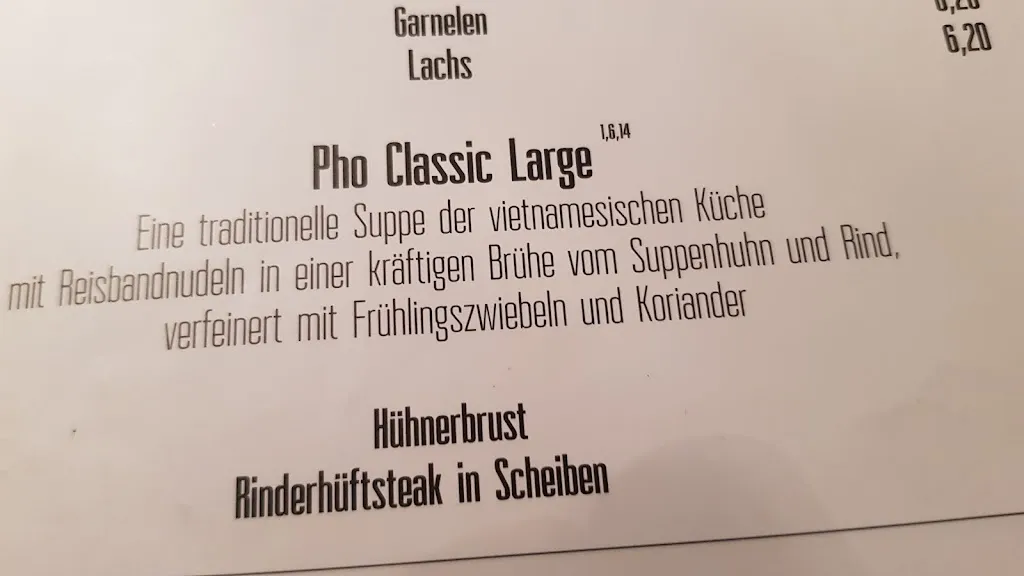 Garnelen
Lachs 6,20
Pho Classic Large 1,6,14
Eine traditionelle Suppe der vietnamesischen Küche
mit Reisbandnudeln in einer kräftigen Brühe vom Suppenhuhn und Rind,
verfeinert mit Frühlingszwiebeln und Koriander
Hühnerbrust
Rinderhüftsteak in Scheiben